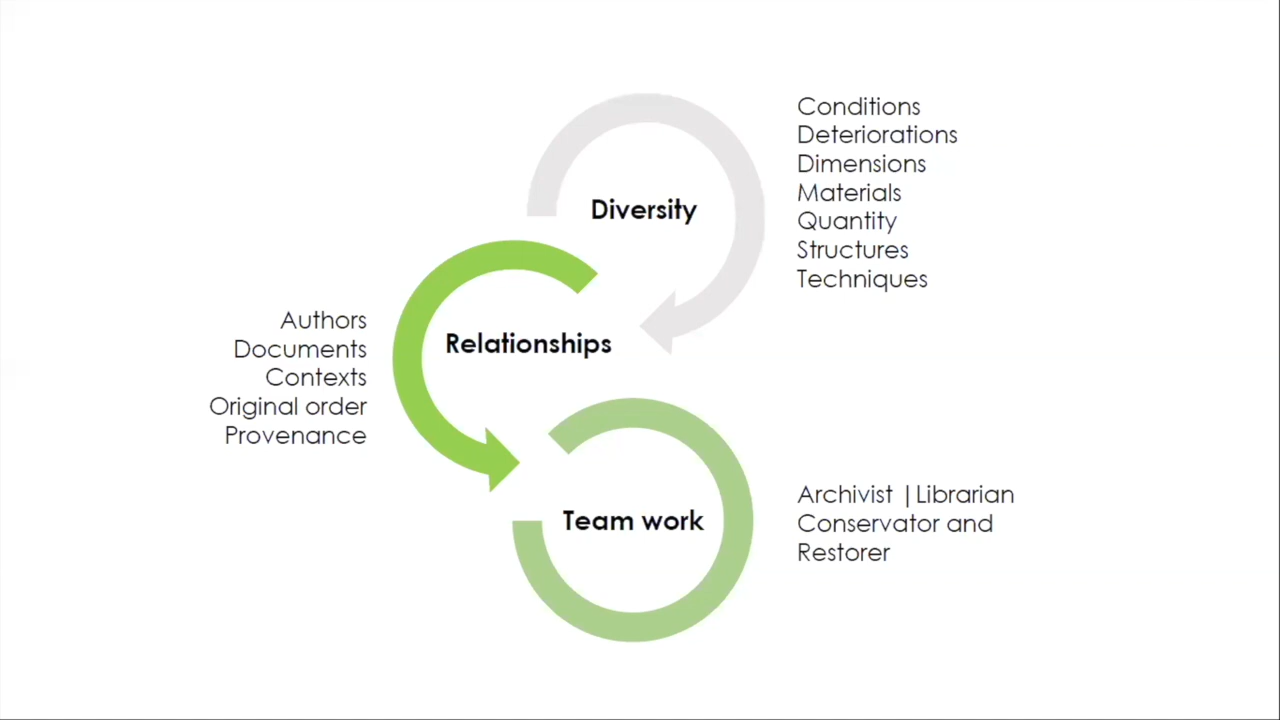 Diversity
Conditions
Deteriorations
Dimensions
Materials
Quantity
Structures
Techniques
Relationships
Authors
Documents
Contexts
Original order
Provenance
Team work
Archivist |Librarian
Conservator and
Restorer